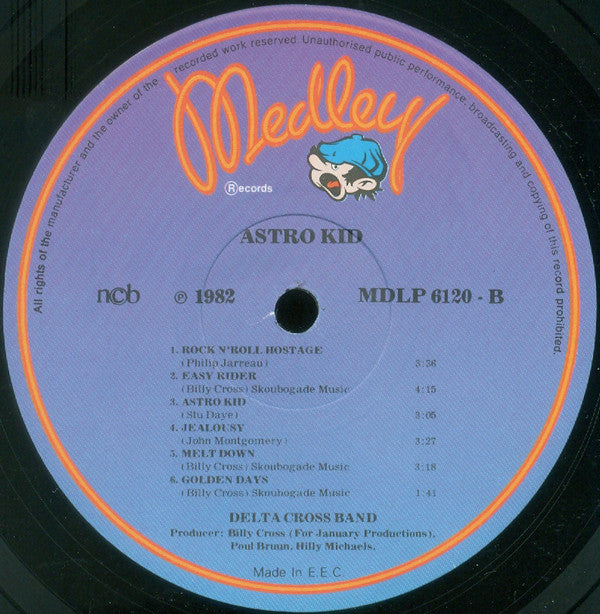 All rights of the manufacturer and the owner of the recorded work reserved. Unauthorised public performance, broadcasting and copying of this record prohibited.
Medley
® Records
ASTRO KID
ncb ℗ 1982 MDLP 6120 - B
1. ROCK N'ROLL HOSTAGE
(Philip Jarreau) 3:26
2. EASY RIDER
(Billy Cross) Skoubogade Music 4:15
3. ASTRO KID
(Stu Daye) 3:05
4. JEALOUSY
(John Montgomery) 3:27
5. MELT DOWN
(Billy Cross) Skoubogade Music 3:18
6. GOLDEN DAYS
(Billy Cross) Skoubogade Music 1:41
DELTA CROSS BAND
Producer: Billy Cross (For January Productions),
Poul Bruun, Hilly Michaels.
Made In E.E.C.